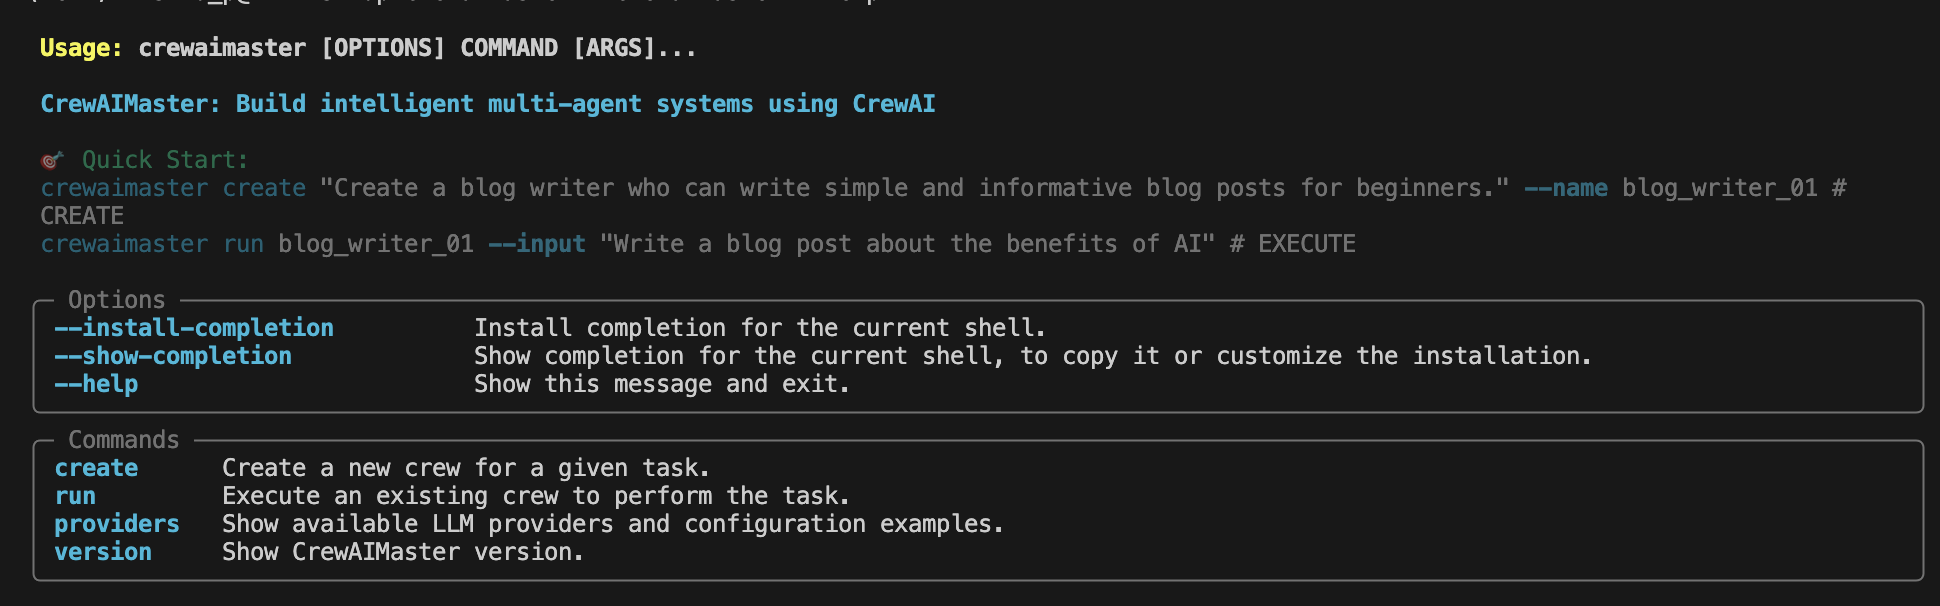 Usage: crewaimaster [OPTIONS] COMMAND [ARGS]...
CrewAIMaster: Build intelligent multi-agent systems using CrewAI
🎯 Quick Start:
crewaimaster create "Create a blog writer who can write simple and informative blog posts for beginners." --name blog_writer_01 #
CREATE
crewaimaster run blog_writer_01 --input "Write a blog post about the benefits of AI" # EXECUTE
Options
--install-completion Install completion for the current shell.
--show-completion Show completion for the current shell, to copy it or customize the installation.
--help Show this message and exit.
Commands
create Create a new crew for a given task.
run Execute an existing crew to perform the task.
providers Show available LLM providers and configuration examples.
version Show CrewAIMaster version.